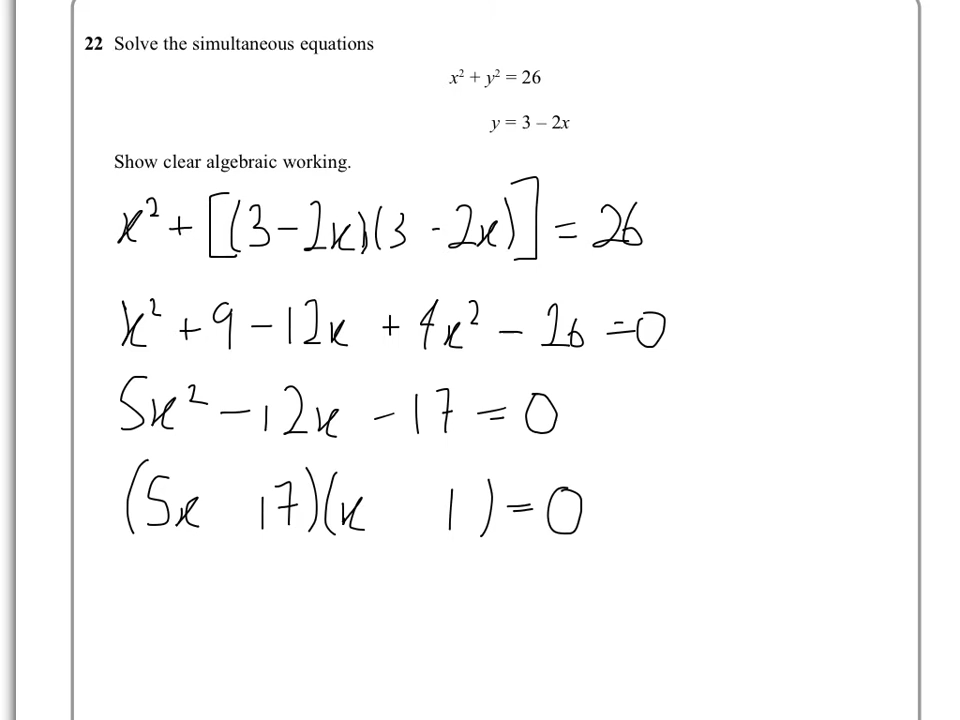 22 Solve the simultaneous equations
x² + y² = 26
y = 3 – 2x
Show clear algebraic working.
x² + [(3-2x)(3 -2x)] = 26
x² + 9 - 12x + 4x² - 26 = 0
5x² - 12x - 17 = 0
(5x 17)(x 1) = 0